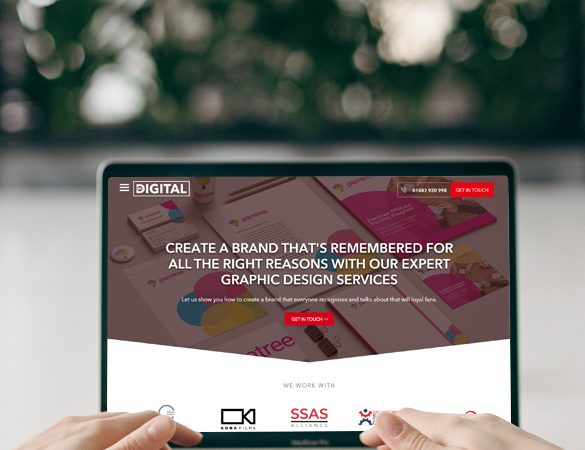 DIGITAL
01483 920 998
GET IN TOUCH
CREATE A BRAND THAT'S REMEMBERED FOR
ALL THE RIGHT REASONS WITH OUR EXPERT
GRAPHIC DESIGN SERVICES
Let us show you how to create a brand that everyone recognises and talks about that will loyal fans.
GET IN TOUCH →
WE WORK WITH
KUMA FILMS
SSAS
ALLIANCE